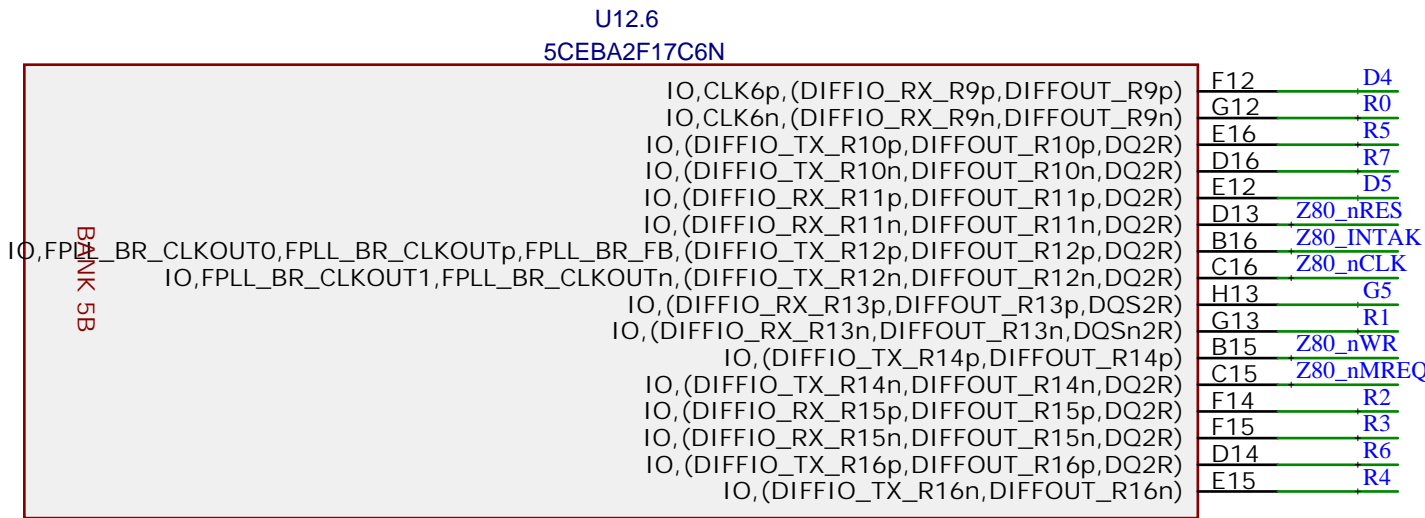 U12.6
5CEBA2F17C6N
BANK 5B
IO,CLK6p,(DIFFIO_RX_R9p,DIFFOUT_R9p) F12 D4
IO,CLK6n,(DIFFIO_RX_R9n,DIFFOUT_R9n) G12 R0
IO,(DIFFIO_TX_R10p,DIFFOUT_R10p,DQ2R) E16 R5
IO,(DIFFIO_TX_R10n,DIFFOUT_R10n,DQ2R) D16 R7
IO,(DIFFIO_RX_R11p,DIFFOUT_R11p,DQ2R) E12 D5
IO,(DIFFIO_RX_R11n,DIFFOUT_R11n,DQ2R) D13 Z80_nRES
IO,FPLL_BR_CLKOUT0,FPLL_BR_CLKOUTp,FPLL_BR_FB,(DIFFIO_TX_R12p,DIFFOUT_R12p,DQ2R) B16 Z80_INTAK
IO,FPLL_BR_CLKOUT1,FPLL_BR_CLKOUTn,(DIFFIO_TX_R12n,DIFFOUT_R12n,DQ2R) C16 Z80_nCLK
IO,(DIFFIO_RX_R13p,DIFFOUT_R13p,DQS2R) H13 G5
IO,(DIFFIO_RX_R13n,DIFFOUT_R13n,DQSn2R) G13 R1
IO,(DIFFIO_TX_R14p,DIFFOUT_R14p) B15 Z80_nWR
IO,(DIFFIO_TX_R14n,DIFFOUT_R14n,DQ2R) C15 Z80_nMREQ
IO,(DIFFIO_RX_R15p,DIFFOUT_R15p,DQ2R) F14 R2
IO,(DIFFIO_RX_R15n,DIFFOUT_R15n,DQ2R) F15 R3
IO,(DIFFIO_TX_R16p,DIFFOUT_R16p,DQ2R) D14 R6
IO,(DIFFIO_TX_R16n,DIFFOUT_R16n) E15 R4